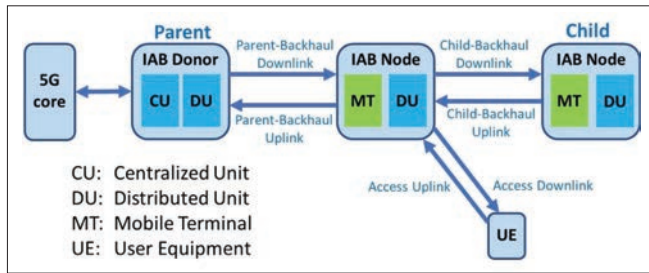 Parent
Child
5G
core
IAB Donor
CU
DU
Parent-Backhaul
Downlink
Parent-Backhaul
Uplink
IAB Node
MT
DU
Child-Backhaul
Downlink
Child-Backhaul
Uplink
IAB Node
MT
DU
Access Uplink
Access Downlink
UE
CU: Centralized Unit
DU: Distributed Unit
MT: Mobile Terminal
UE: User Equipment